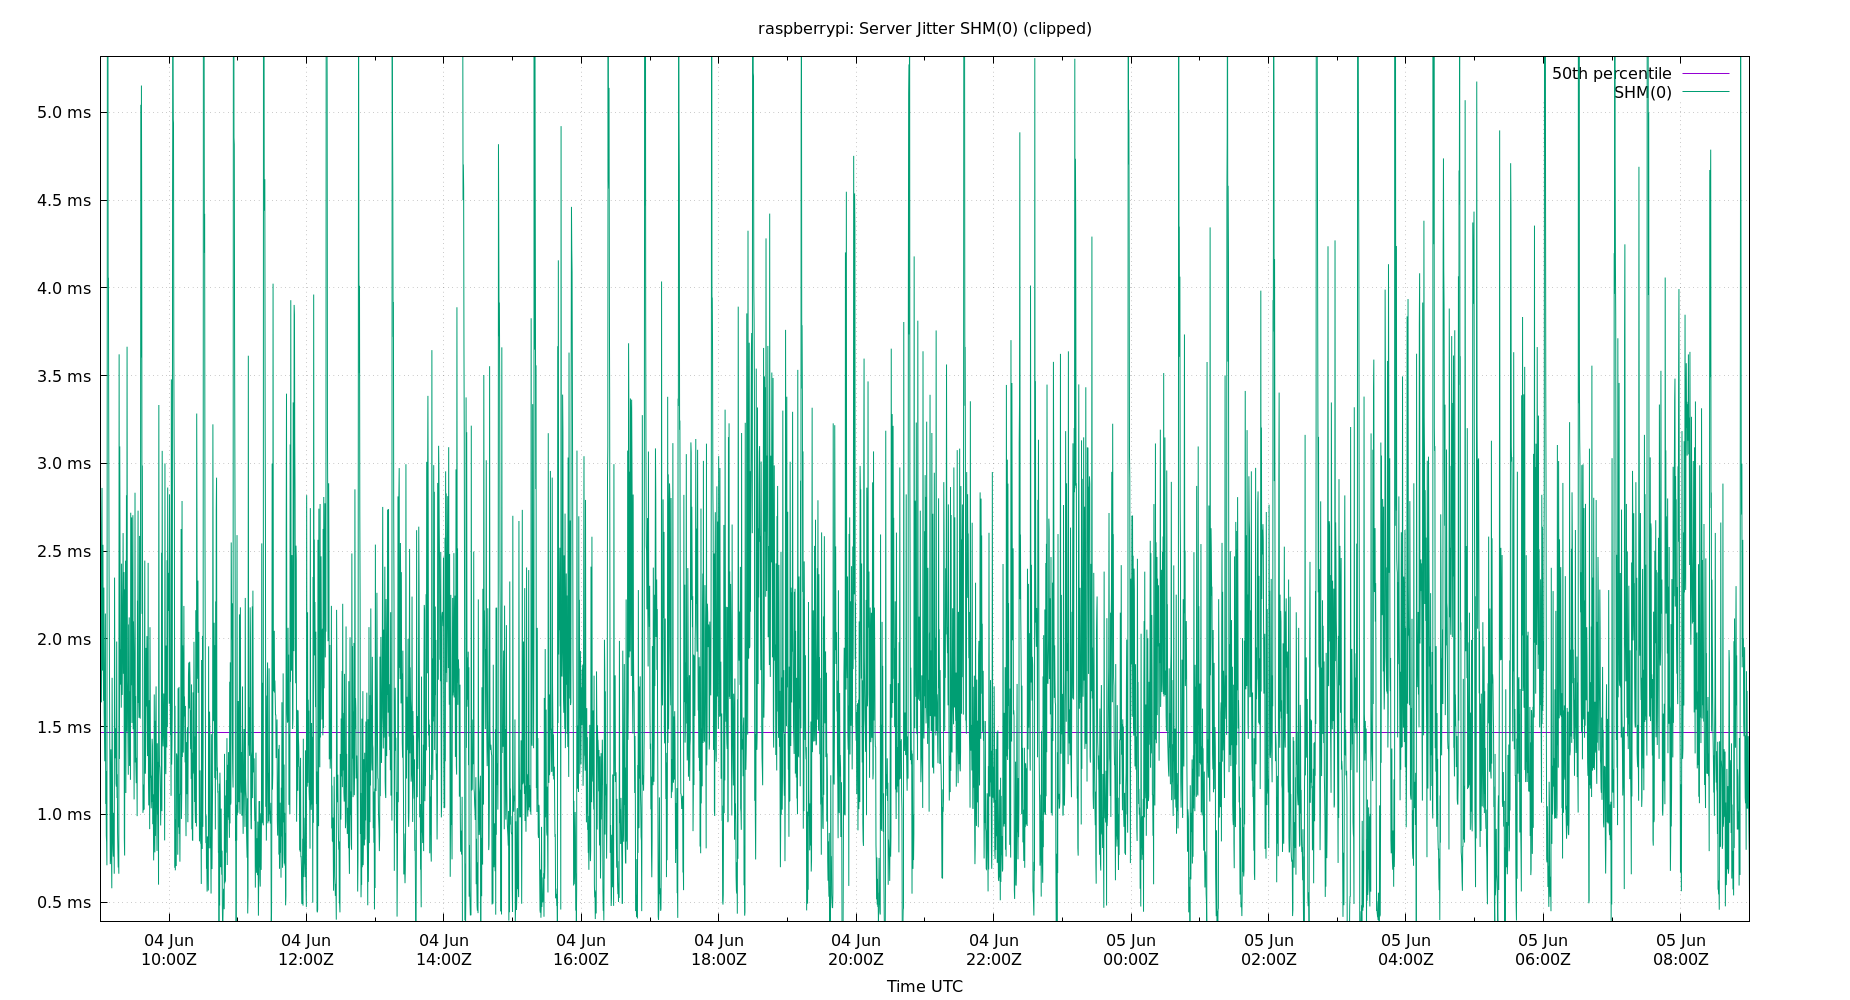 raspberrypi: Server Jitter SHM(0) (clipped)
50th percentile
SHM(0)
5.0 ms
4.5 ms
4.0 ms
3.5 ms
3.0 ms
2.5 ms
2.0 ms
1.5 ms
1.0 ms
0.5 ms
04 Jun 04 Jun 04 Jun 04 Jun 04 Jun 04 Jun 04 Jun 05 Jun 05 Jun 05 Jun 05 Jun 05 Jun
10:00Z 12:00Z 14:00Z 16:00Z 18:00Z 20:00Z 22:00Z 00:00Z 02:00Z 04:00Z 06:00Z 08:00Z
Time UTC